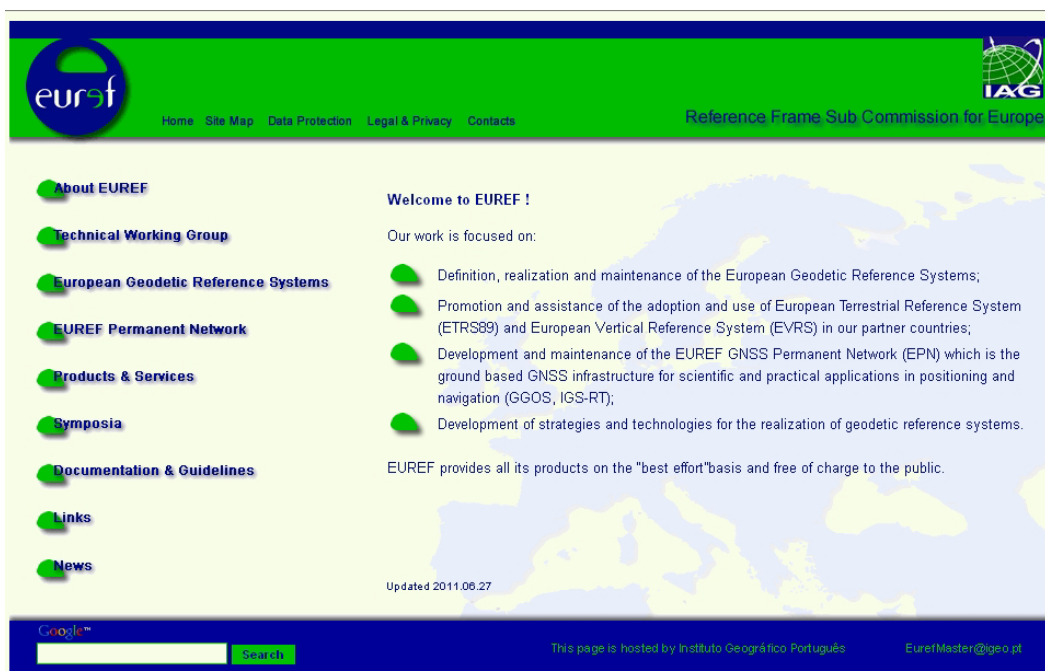 euref
IAG
Home Site Map Data Protection Legal & Privacy Contacts
Reference Frame Sub Commission for Europe
About EUREF
Technical Working Group
European Geodetic Reference Systems
EUREF Permanent Network
Products & Services
Symposia
Documentation & Guidelines
Links
News
Welcome to EUREF !
Our work is focused on:
Definition, realization and maintenance of the European Geodetic Reference Systems;
Promotion and assistance of the adoption and use of European Terrestrial Reference System
(ETRS89) and European Vertical Reference System (EVRS) in our partner countries;
Development and maintenance of the EUREF GNSS Permanent Network (EPN) which is the
ground based GNSS infrastructure for scientific and practical applications in positioning and
navigation (GGOS, IGS-RT);
Development of strategies and technologies for the realization of geodetic reference systems.
EUREF provides all its products on the "best effort"basis and free of charge to the public.
Updated 2011.06.27
Google™
Search
This page is hosted by Instituto Geográfico Português
EurefMaster@igeo.pt